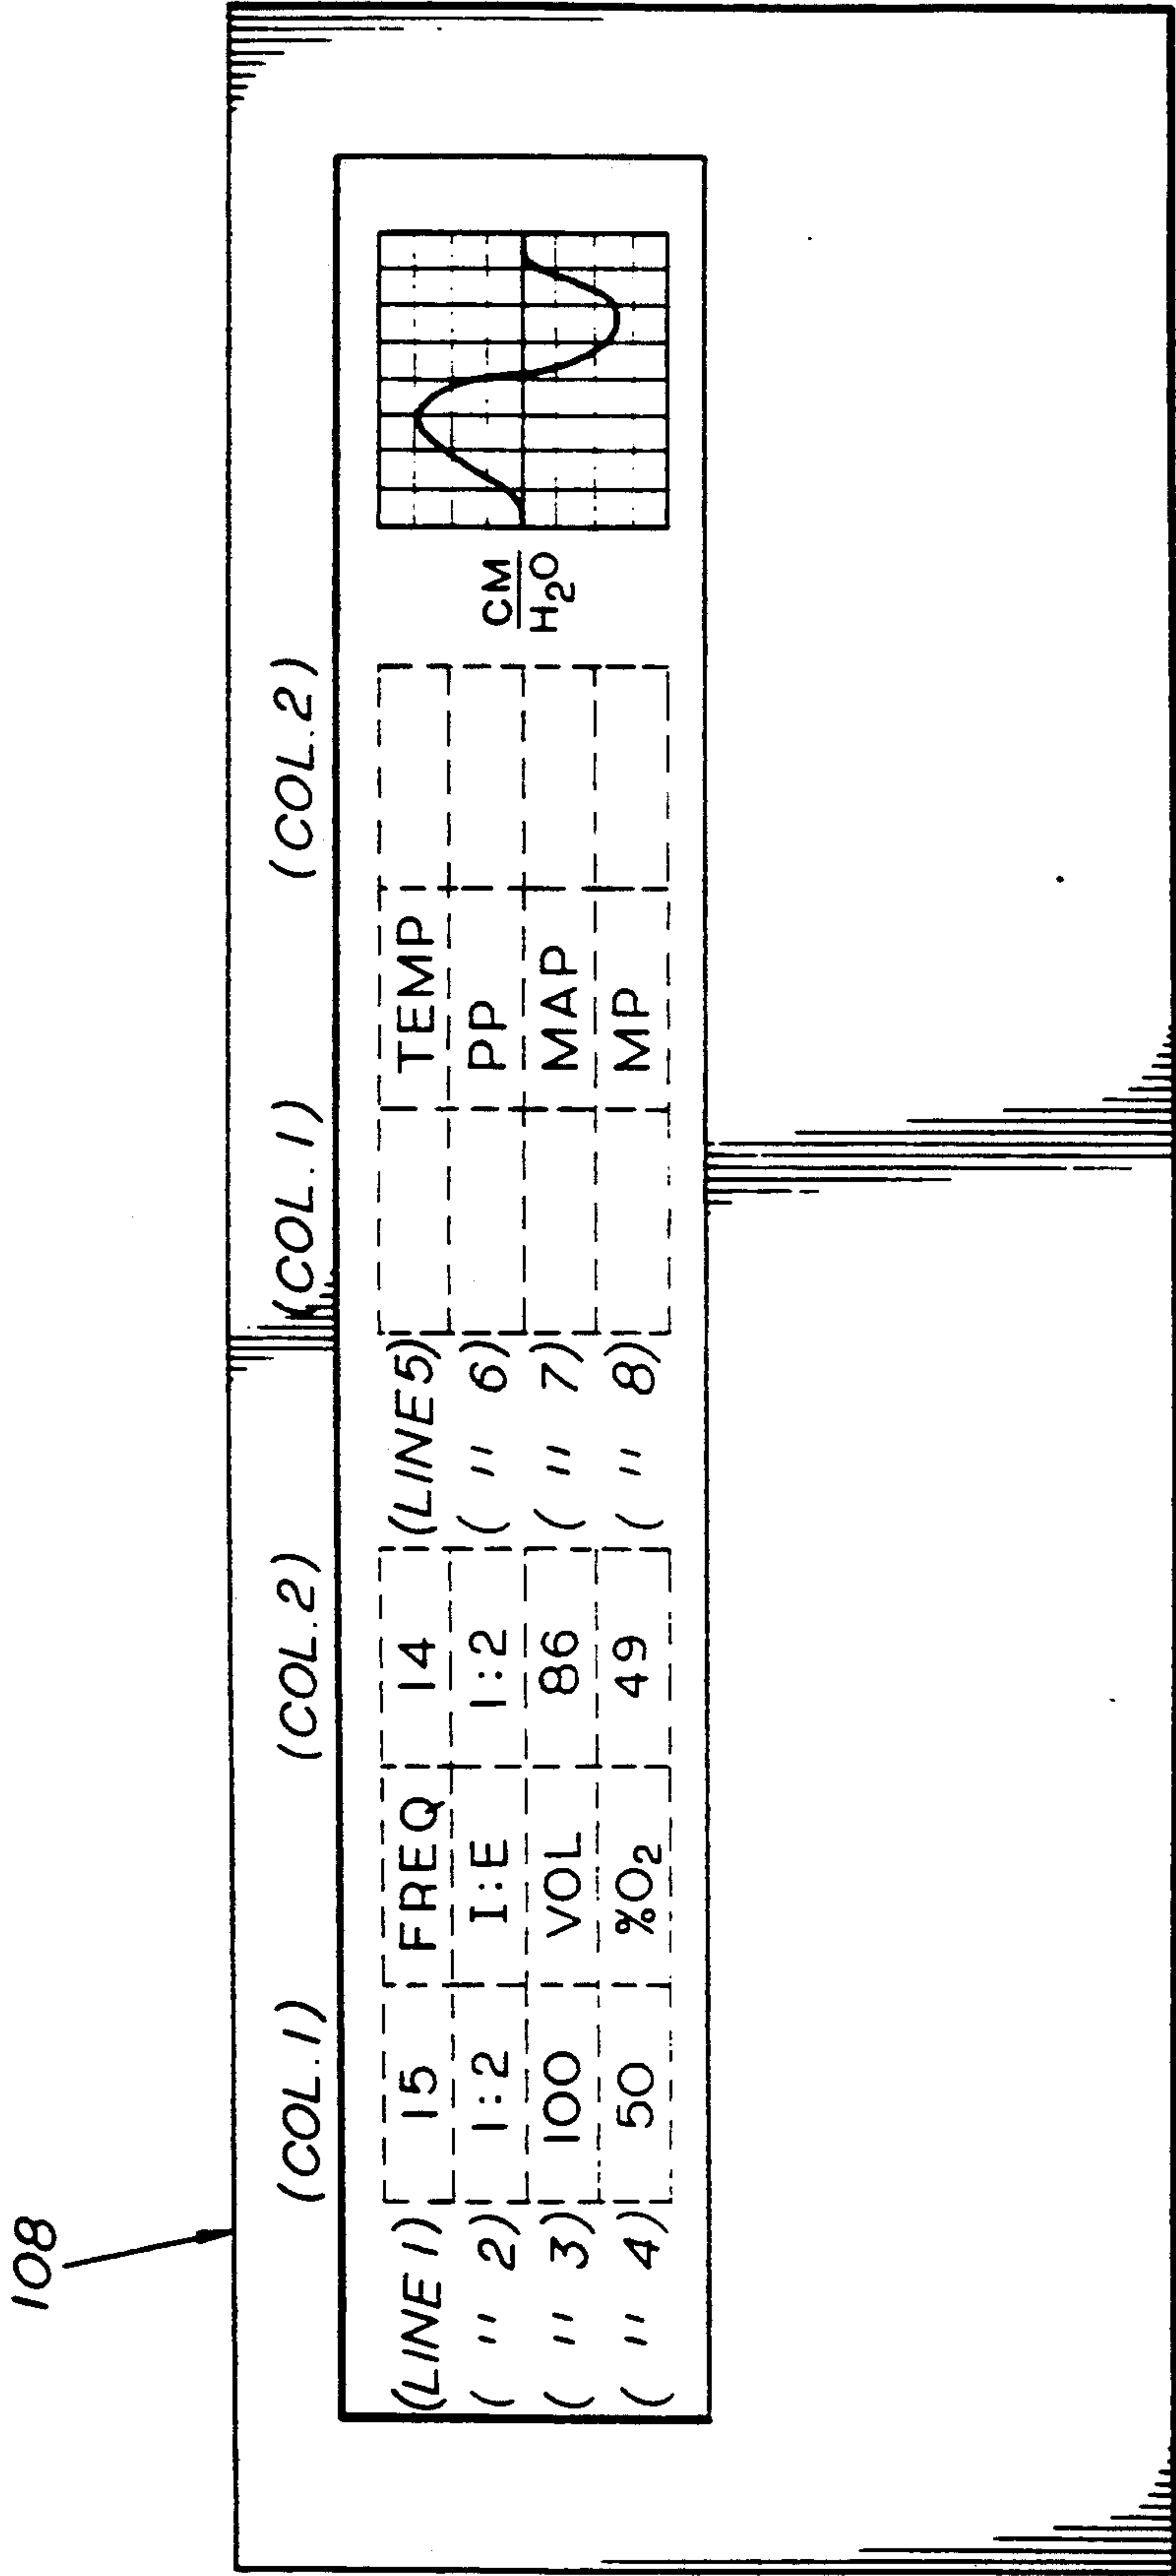 108
(COL. 1) (COL. 2) (COL. 1) (COL. 2)
(LINE 1) 15 FREQ 14 (LINE 5) TEMP
( " 2) 1:2 I:E 1:2 ( " 6) PP
( " 3) 100 VOL 86 ( " 7) MAP
( " 4) 50 %O₂ 49 ( " 8) MP
CM
H₂O